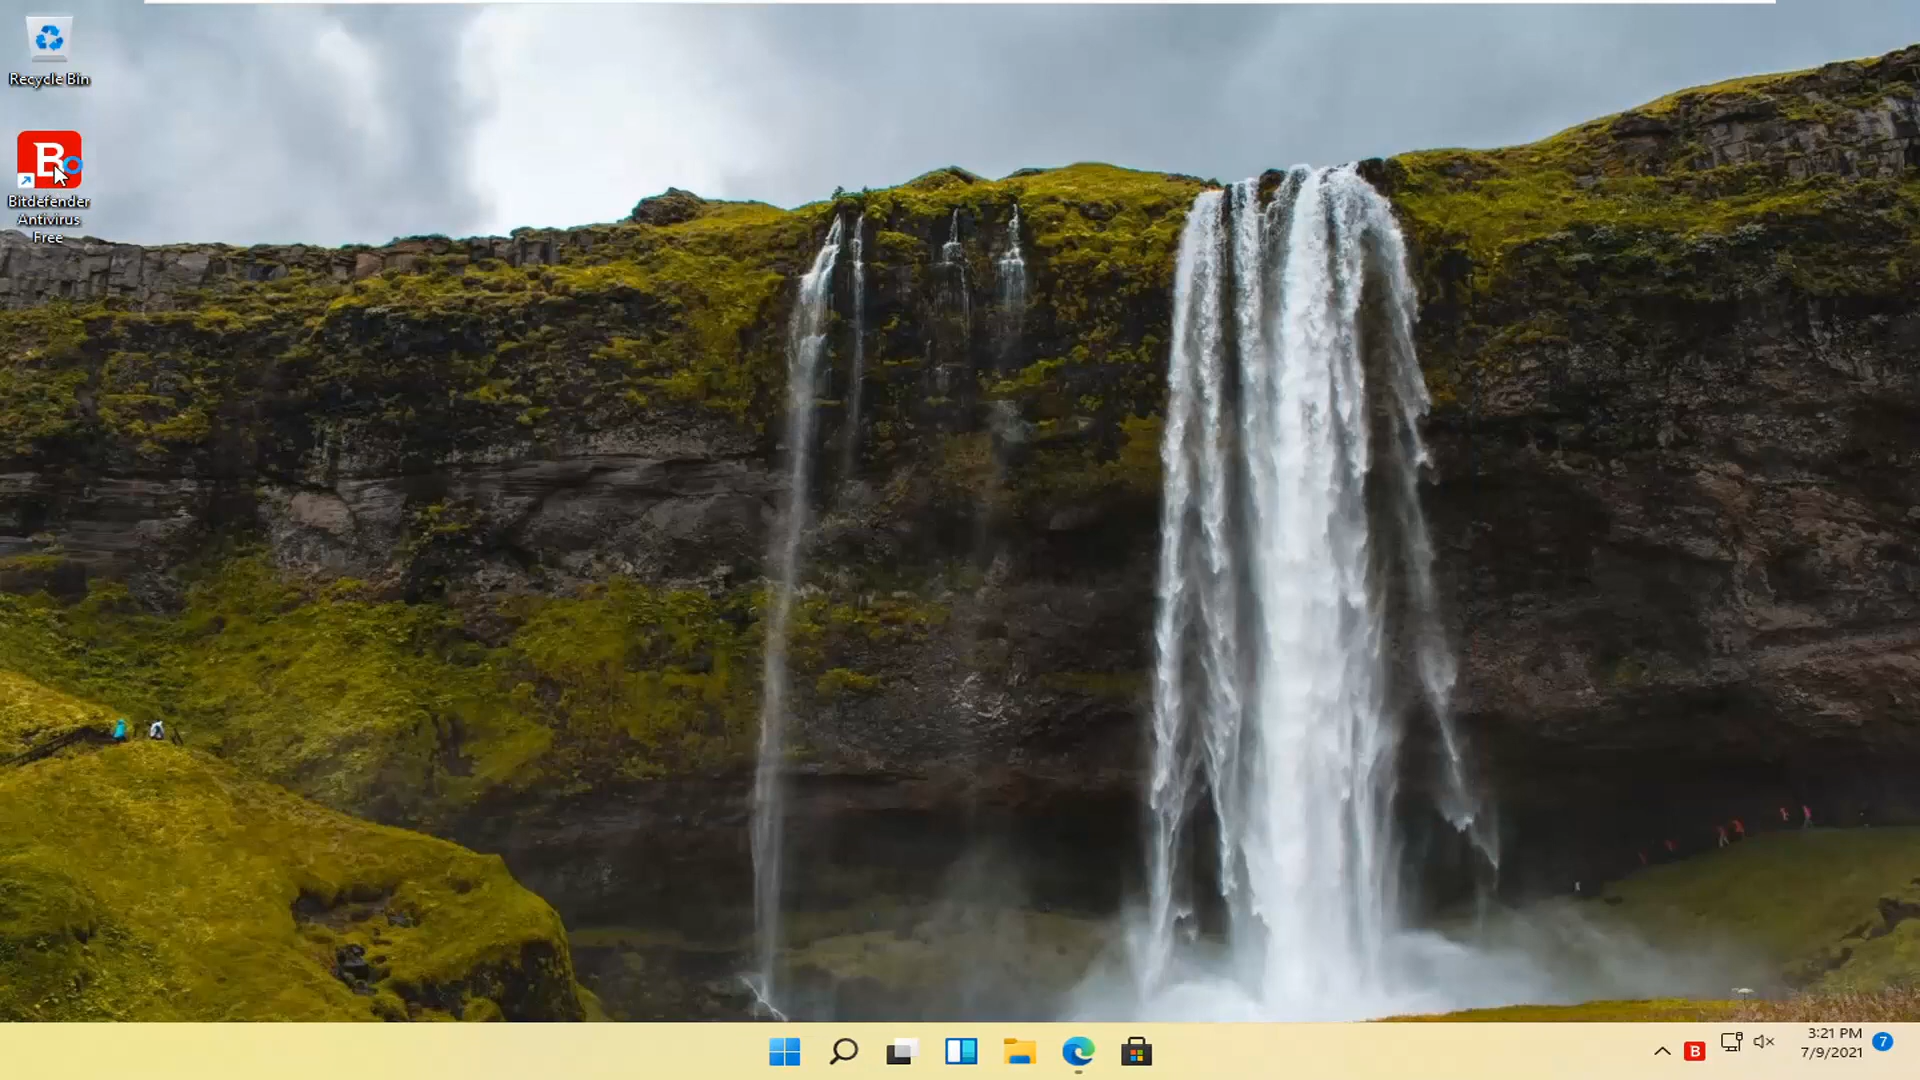 Recycle Bin
B
Bitdefender
Antivirus
Free
B
3:21 PM
7/9/2021
7